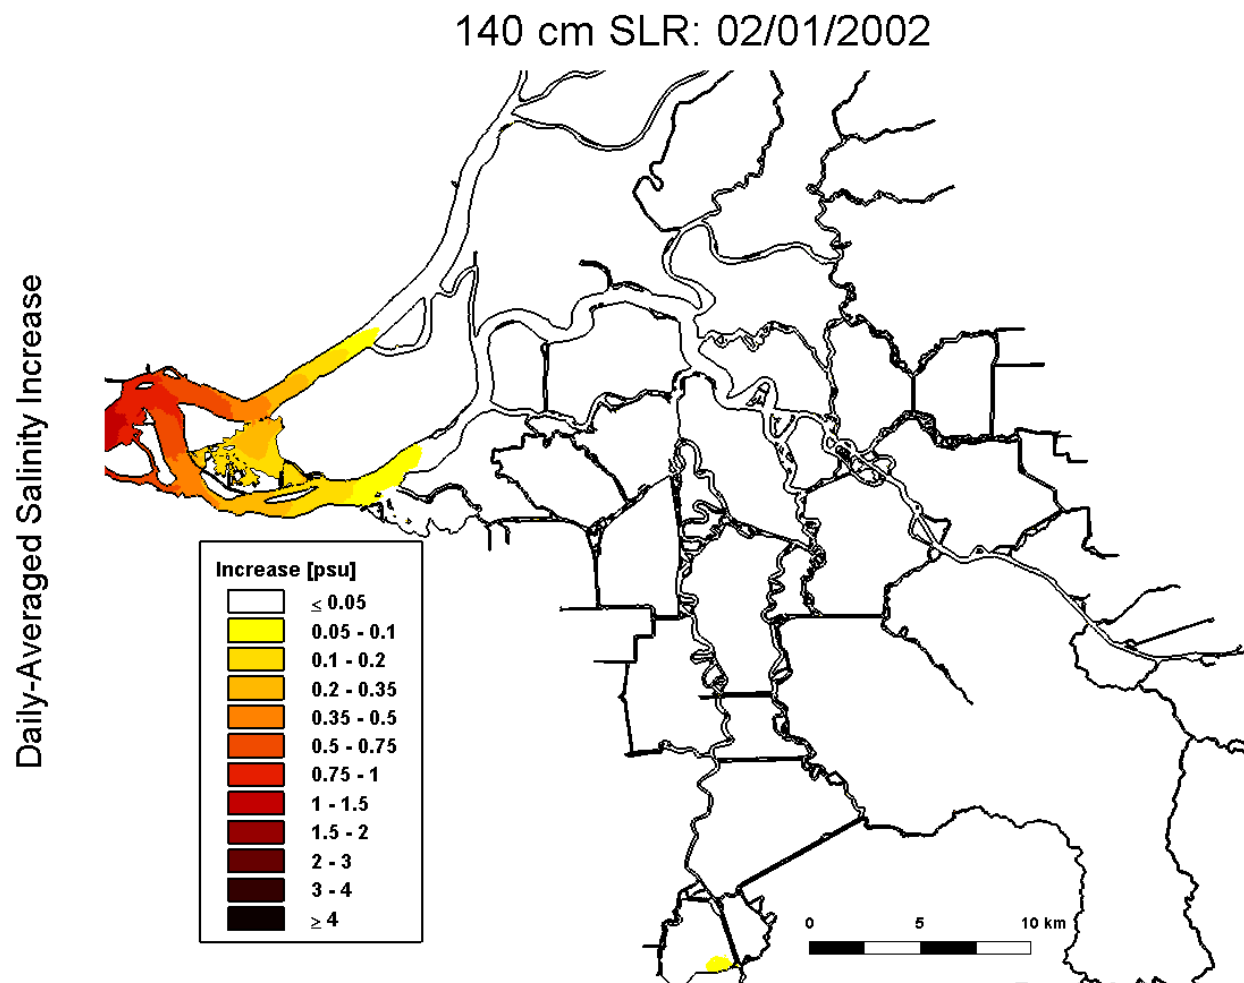 140 cm SLR: 02/01/2002
Daily-Averaged Salinity Increase
Increase [psu]
≤ 0.05
0.05 - 0.1
0.1 - 0.2
0.2 - 0.35
0.35 - 0.5
0.5 - 0.75
0.75 - 1
1 - 1.5
1.5 - 2
2 - 3
3 - 4
≥ 4
0 5 10 km